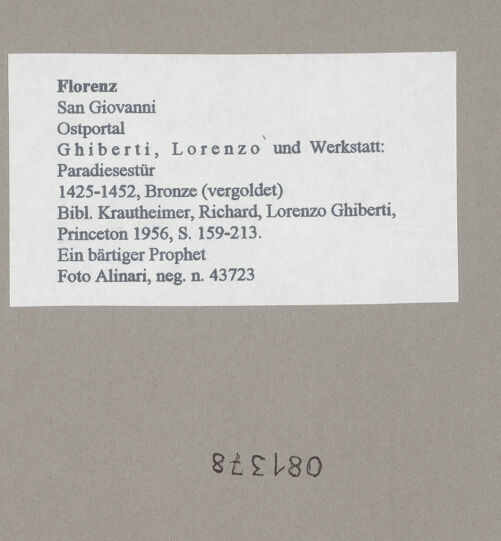 Florenz
San Giovanni
Ostportal
Ghiberti, Lorenzo und Werkstatt:
Paradiesestür
1425-1452, Bronze (vergoldet)
Bibl. Krautheimer, Richard, Lorenzo Ghiberti,
Princeton 1956, S. 159-213.
Ein bärtiger Prophet
Foto Alinari, neg. n. 43723
081378